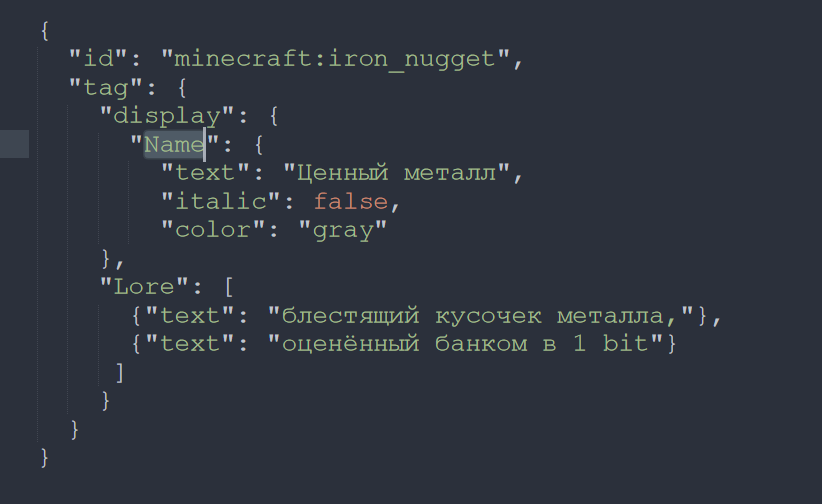 {
"id": "minecraft:iron_nugget",
"tag": {
"display": {
"Name": {
"text": "Ценный металл",
"italic": false,
"color": "gray"
},
"Lore": [
{"text": "блестящий кусочек металла,"},
{"text": "оценённый банком в 1 bit"}
]
}
}
}